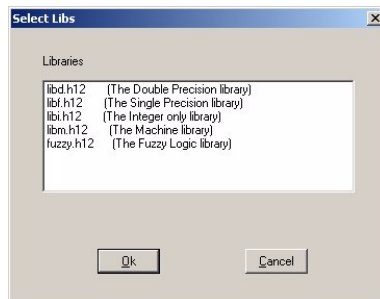 Select Libs
Libraries
libd.h12 (The Double Precision library)
libf.h12 (The Single Precision library)
libi.h12 (The Integer only library)
libm.h12 (The Machine library)
fuzzy.h12 (The Fuzzy Logic library)
Ok
Cancel